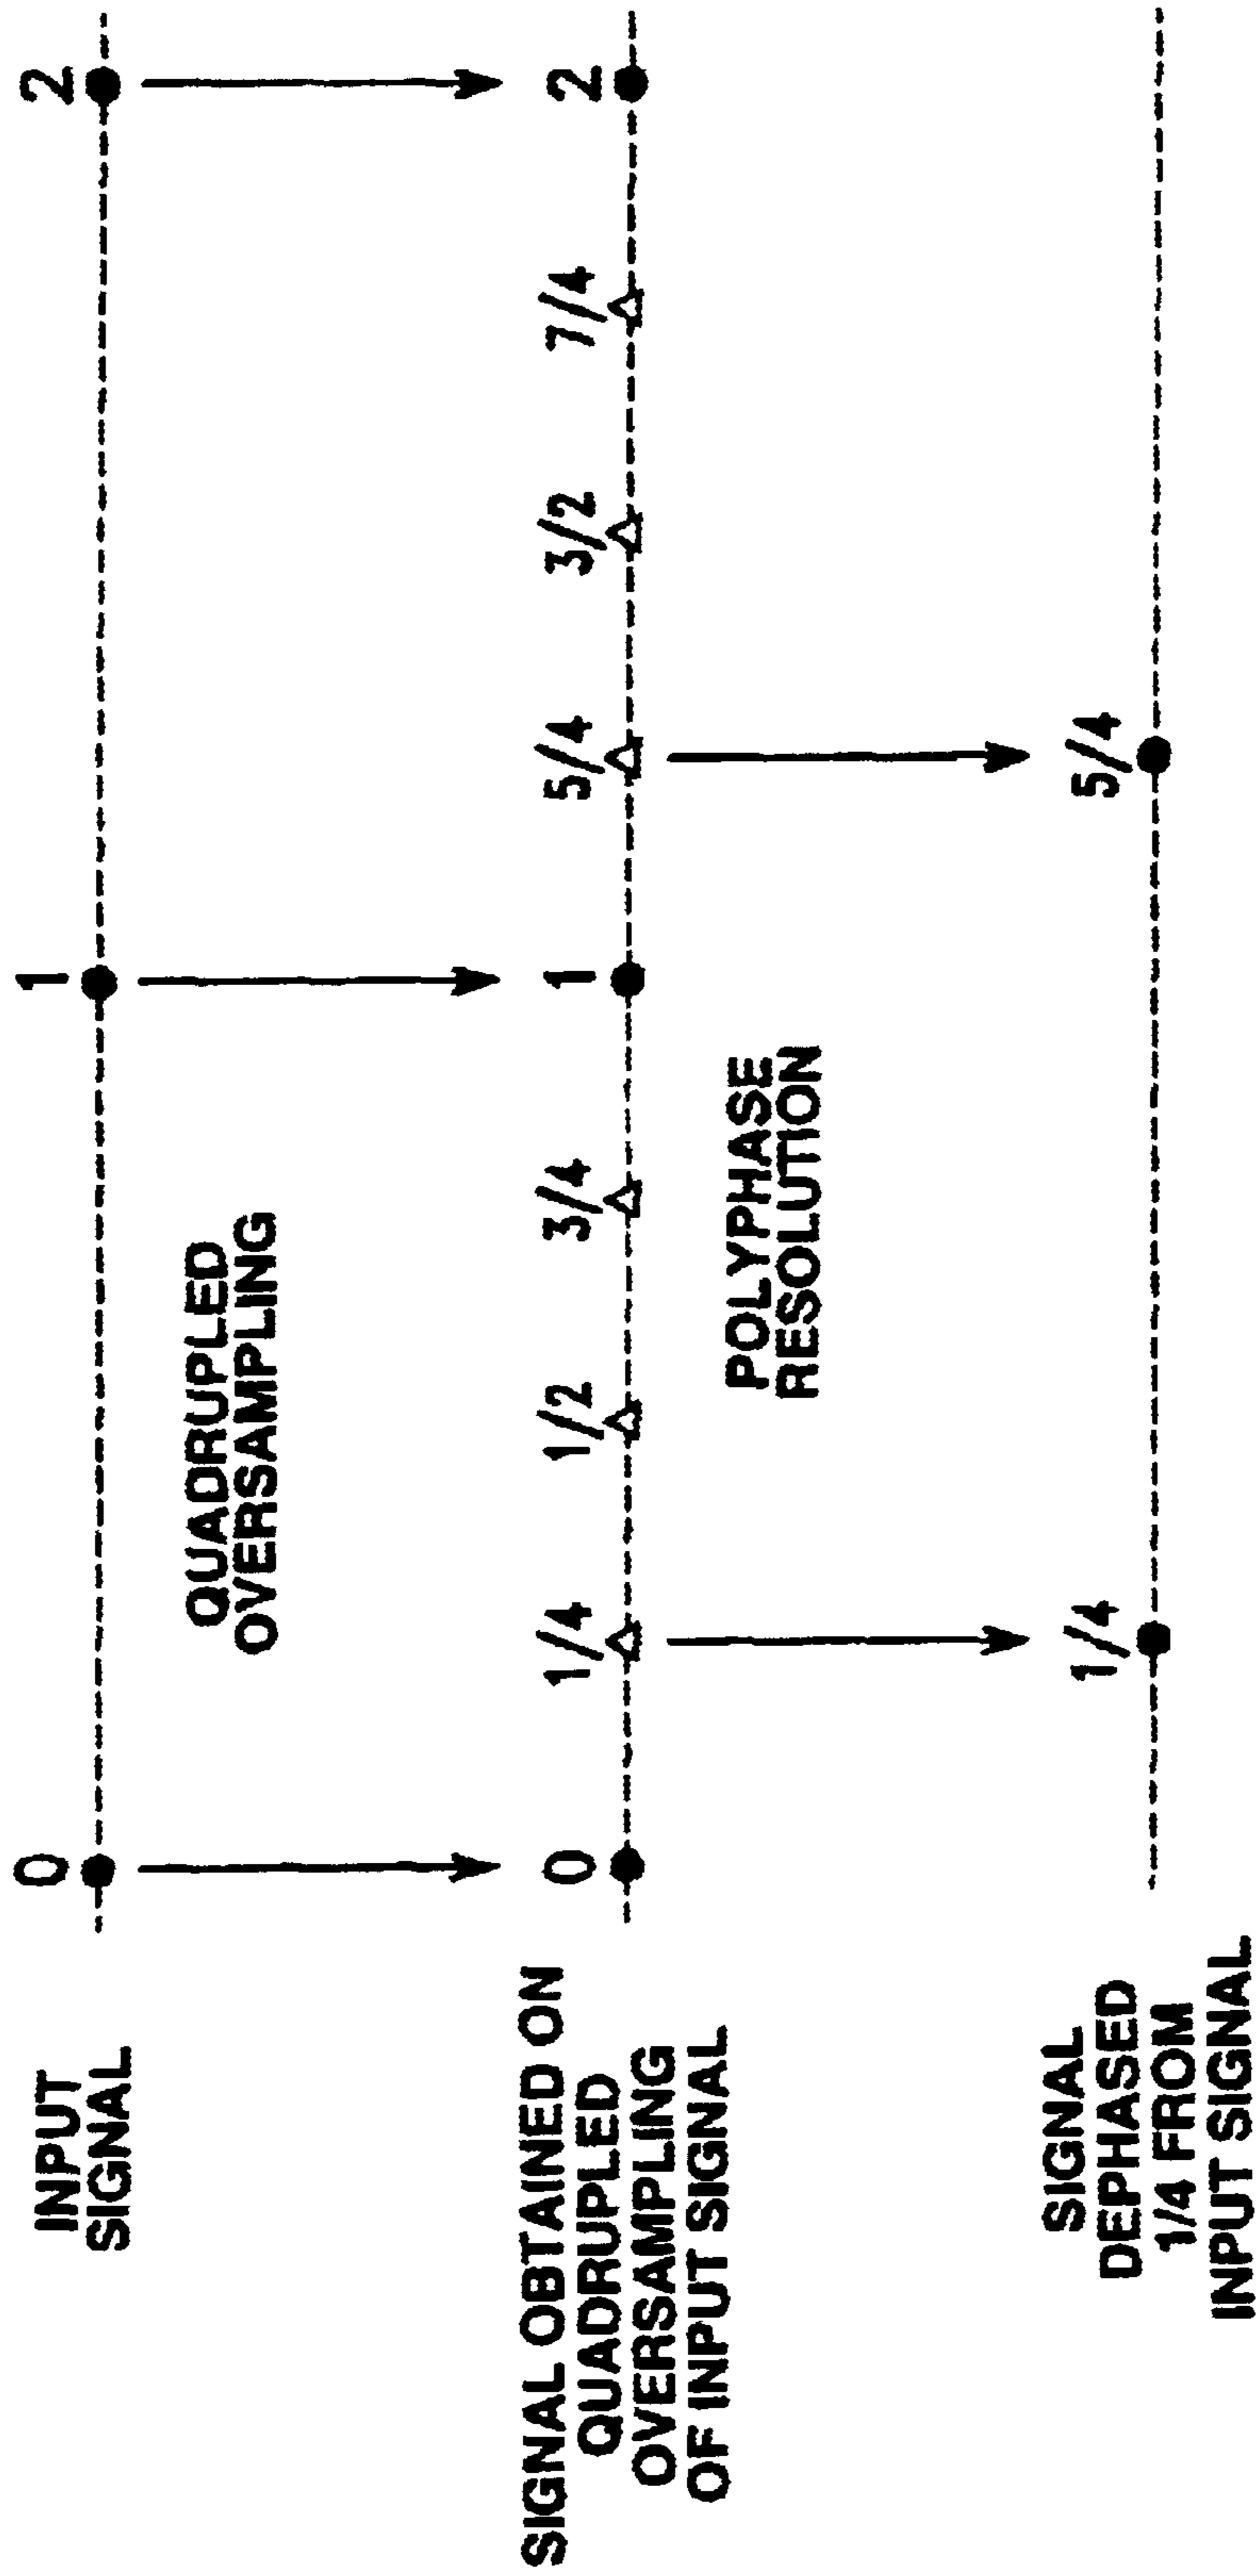 INPUT
SIGNAL
0
1
2
QUADRUPLED
OVERSAMPLING
SIGNAL OBTAINED ON
QUADRUPLED
OVERSAMPLING
OF INPUT SIGNAL
0
1/4
1/2
3/4
1
5/4
3/2
7/4
2
POLYPHASE
RESOLUTION
SIGNAL
DEPHASED
1/4 FROM
INPUT SIGNAL
1/4
5/4